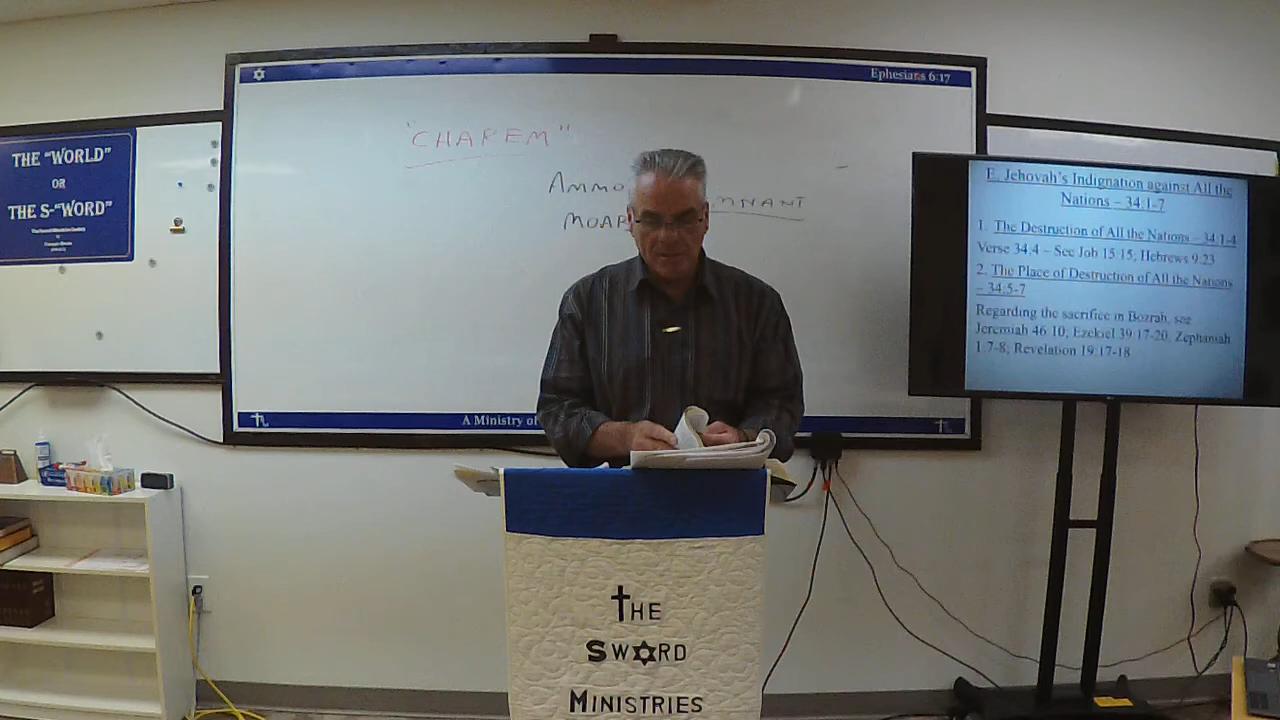 Ephesians 6:17
THE "WORLD"
OR
THE S-"WORD"
"CHAREM"
AMMO
MNANT
MOAB
A Ministry of
E. Jehovah's Indignation against All the
Nations – 34:1-7
1. The Destruction of All the Nations – 34:1-4
Verse 34:4 – See Job 15:15; Hebrews 9:23
2. The Place of Destruction of All the Nations
– 34:5-7
Regarding the sacrifice in Bozrah, see
Jeremiah 46:10; Ezekiel 39:17-20; Zephaniah
1:7-8; Revelation 19:17-18
THE
SWORD
MINISTRIES